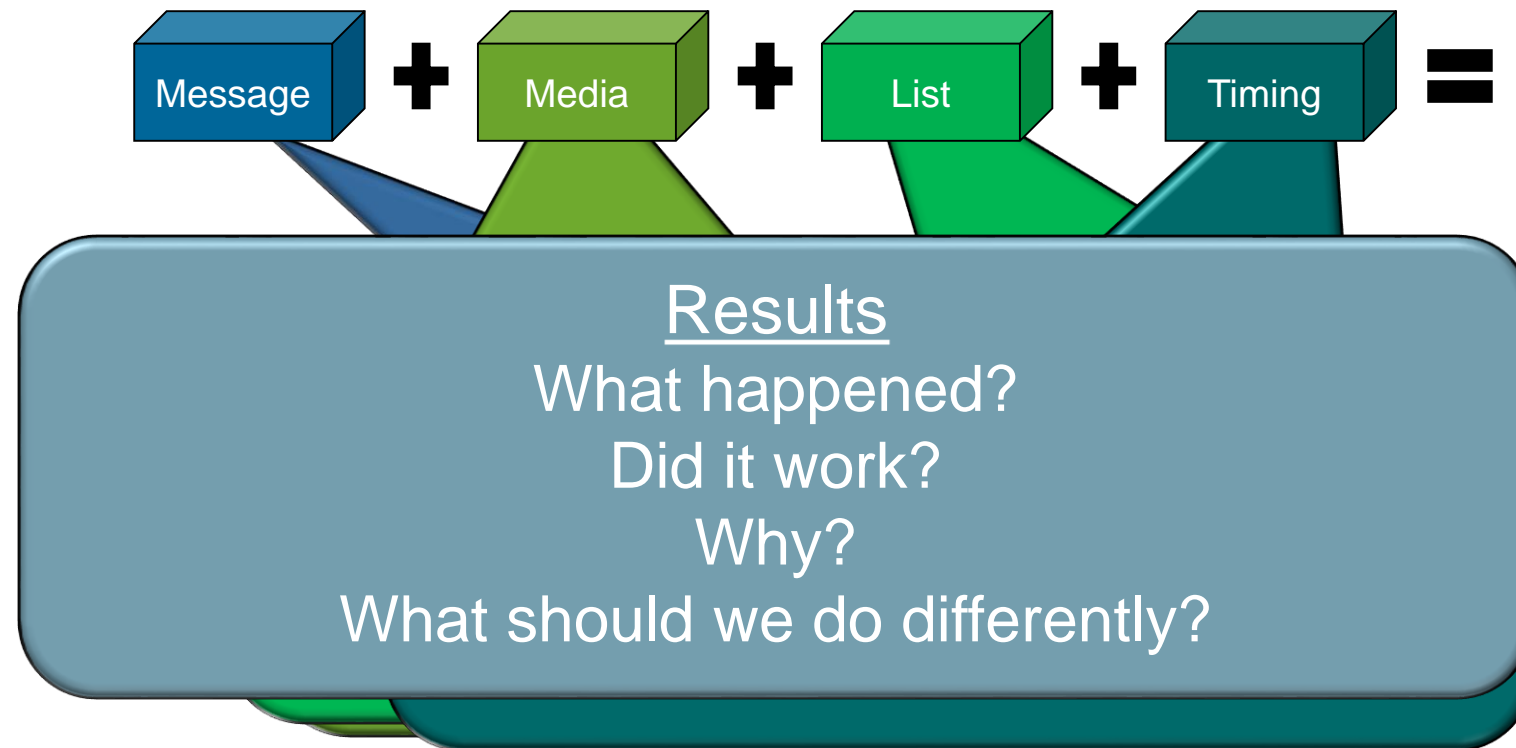 Message + Media + List + Timing =
Results
What happened?
Did it work?
Why?
What should we do differently?